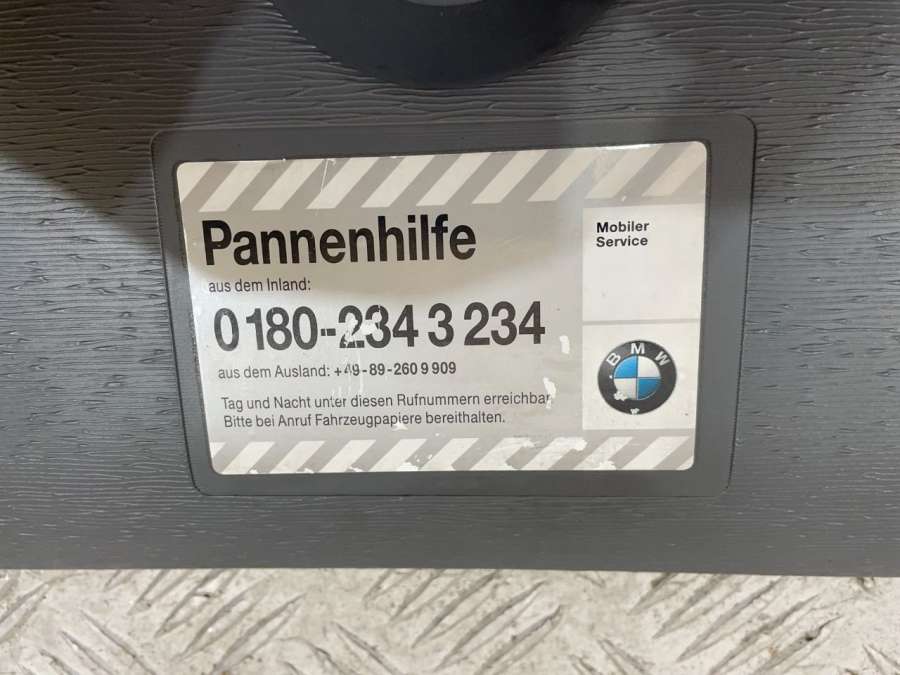 Pannenhilfe
aus dem Inland:
0180-234 3 234
aus dem Ausland: +49-89-260 9 909
Tag und Nacht unter diesen Rufnummern erreichbar
Bitte bei Anruf Fahrzeugpapiere bereithalten.
Mobiler
Service
BMW